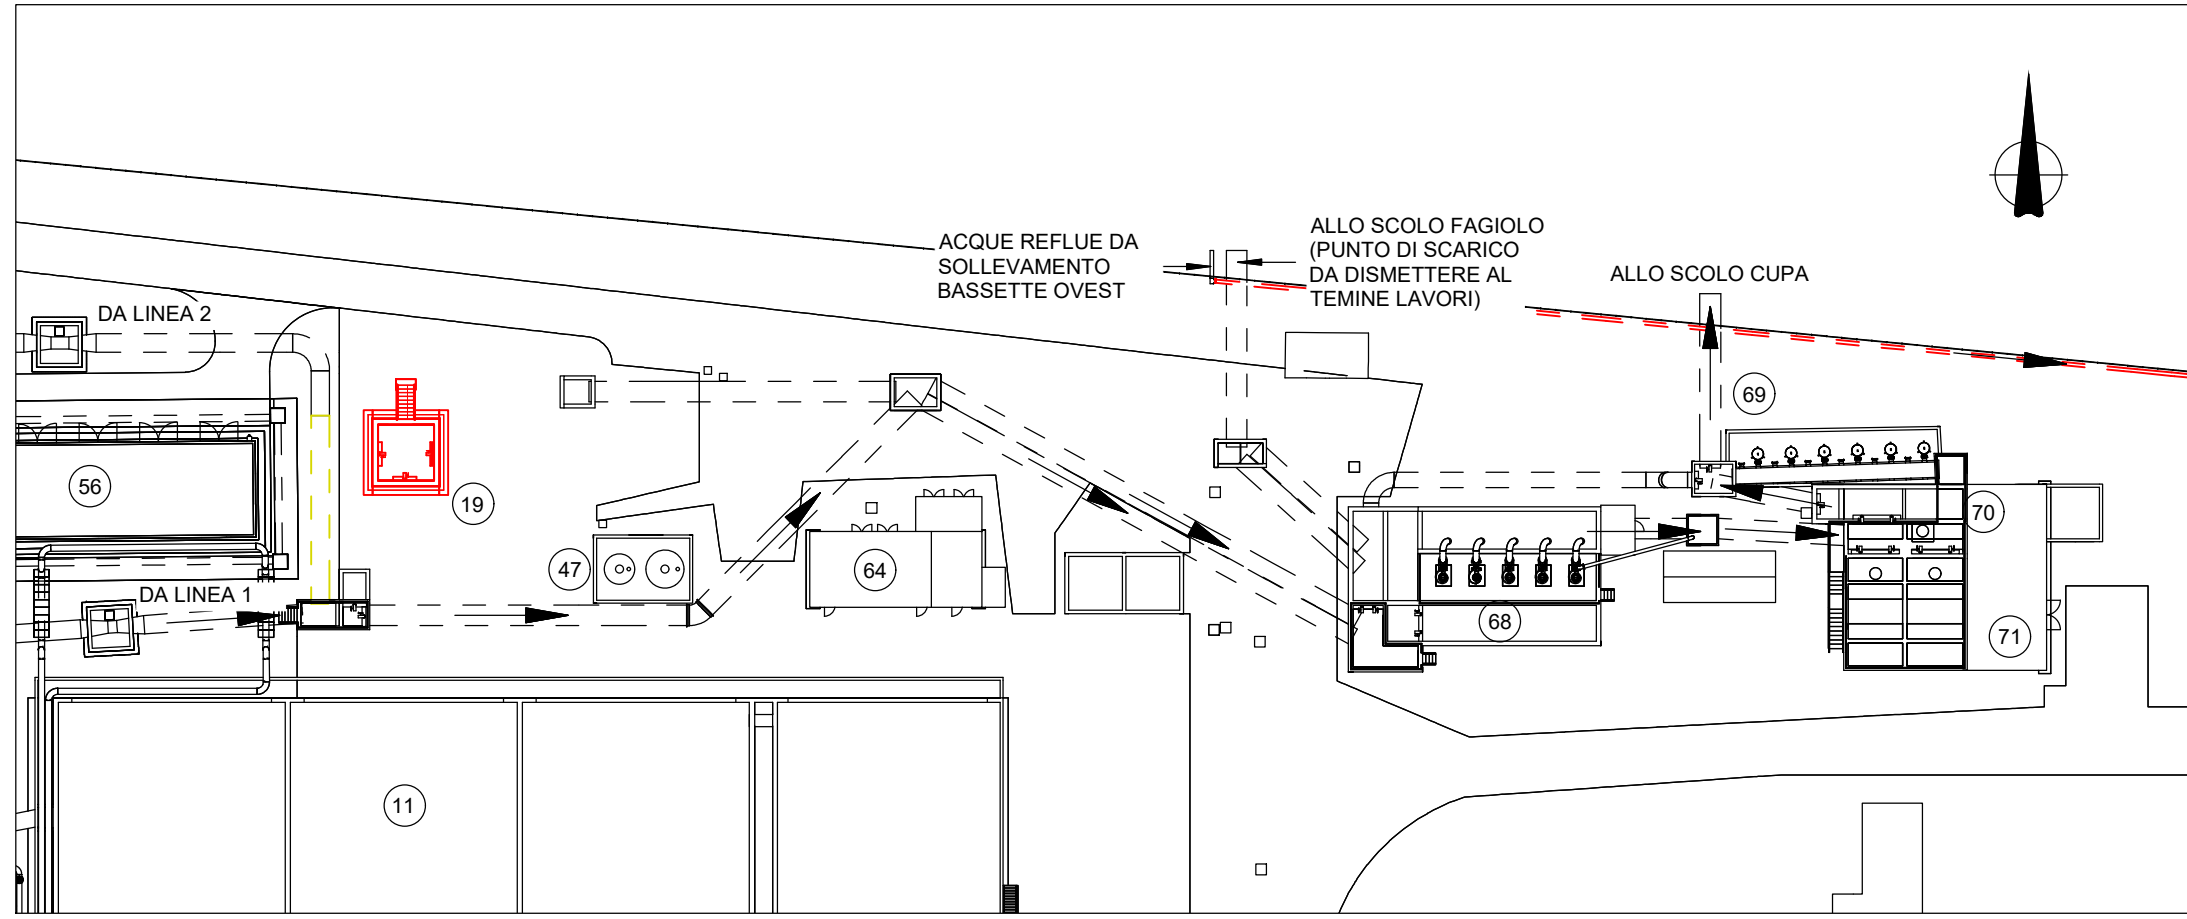 ACQUE REFLUE DA
SOLLEVAMENTO
BASSETTE OVEST
ALLO SCOLO FAGIOLO
(PUNTO DI SCARICO
DA DISMETTERE AL
TEMINE LAVORI)
ALLO SCOLO CUPA
DA LINEA 2
69
56
19
70
47
64
DA LINEA 1
68
71
11